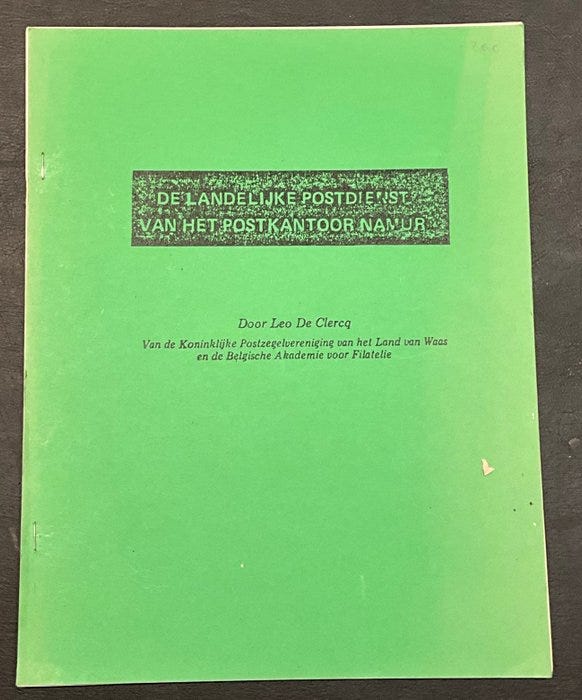 DE LANDELIJKE POSTDIENST
VAN HET POSTKANTOOR NAMUR
Door Leo De Clercq
Van de Koninklijke Postzegelvereniging van het Land van Waas
en de Belgische Akademie voor Filatelie